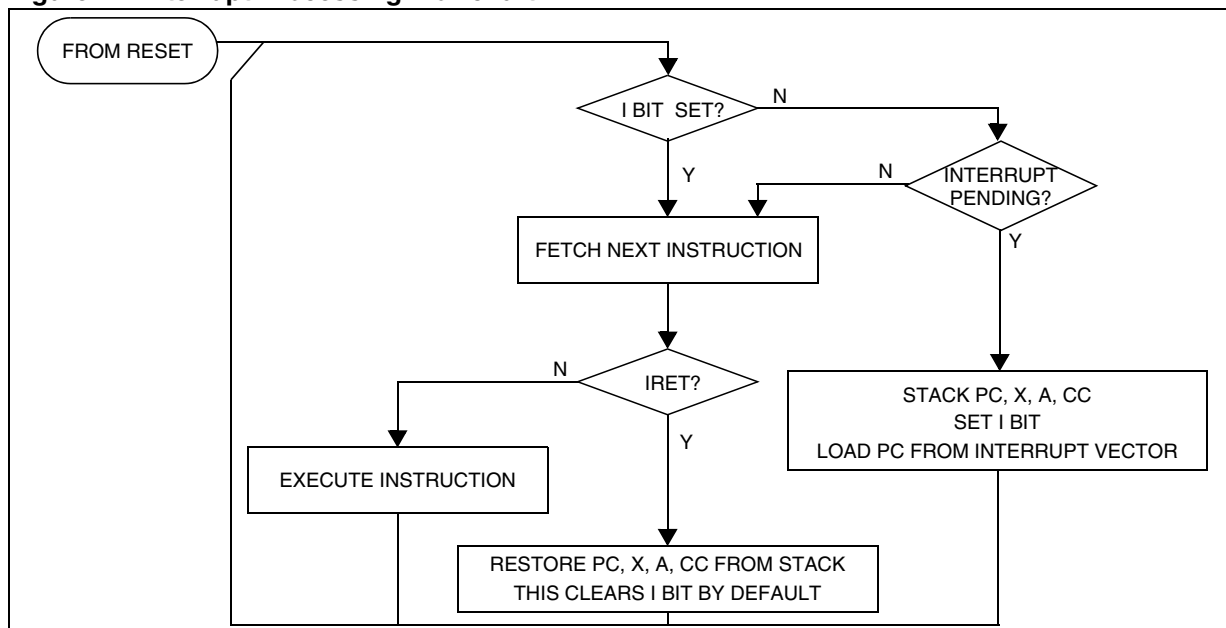 FROM RESET
I BIT SET?
N
Y
N
INTERRUPT
PENDING?
Y
FETCH NEXT INSTRUCTION
N
IRET?
Y
STACK PC, X, A, CC
SET I BIT
LOAD PC FROM INTERRUPT VECTOR
EXECUTE INSTRUCTION
RESTORE PC, X, A, CC FROM STACK
THIS CLEARS I BIT BY DEFAULT